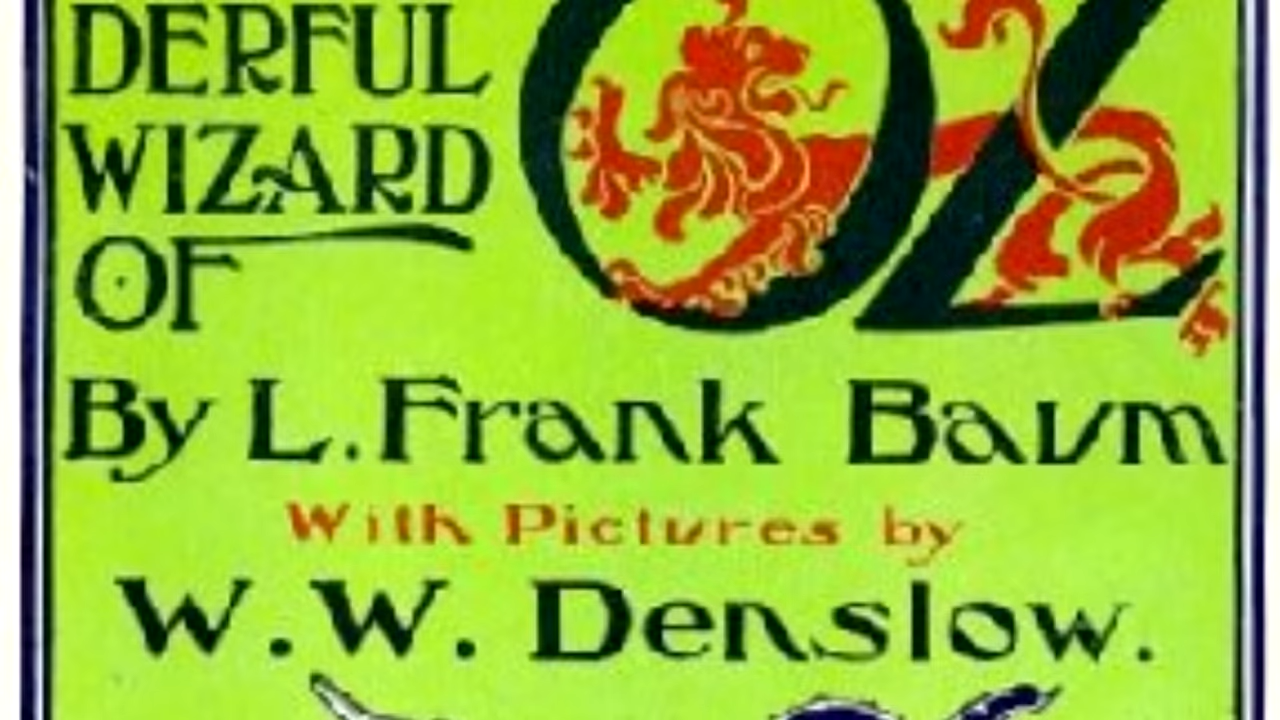 DERFUL
WIZARD
OF
OZ
By L. Frank Baum
With Pictures by
W. W. Denslow.